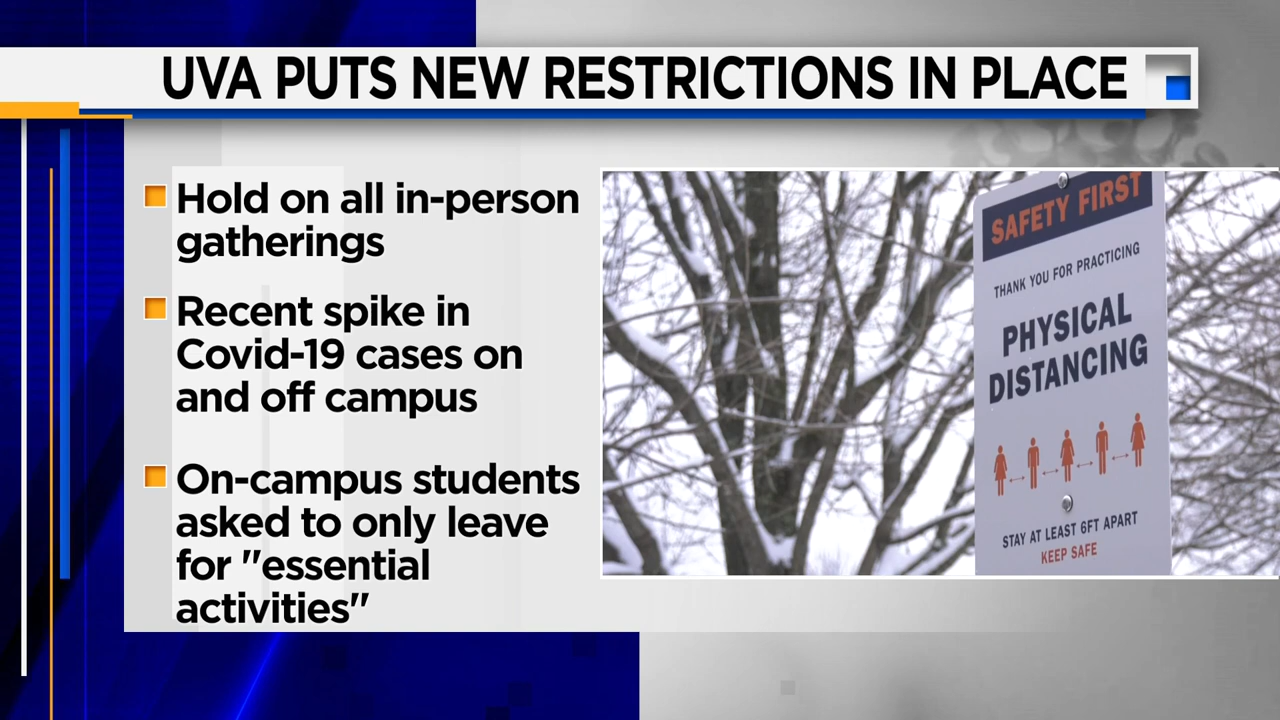 UVA PUTS NEW RESTRICTIONS IN PLACE
Hold on all in-person
gatherings
Recent spike in
Covid-19 cases on
and off campus
On-campus students
asked to only leave
for "essential
activities"
SAFETY FIRST
THANK YOU FOR PRACTICING
PHYSICAL
DISTANCING
STAY AT LEAST 6FT APART
KEEP SAFE